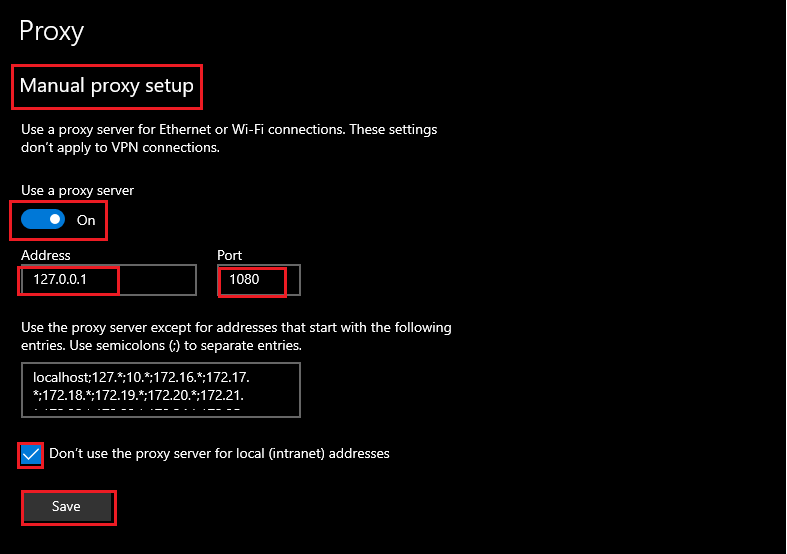 Proxy
Manual proxy setup
Use a proxy server for Ethernet or Wi-Fi connections. These settings
don't apply to VPN connections.
Use a proxy server
On
Address
Port
127.0.0.1
1080
Use the proxy server except for addresses that start with the following
entries. Use semicolons (;) to separate entries.
localhost;127.*;10.*;172.16.*;172.17.
*;172.18.*;172.19.*;172.20.*;172.21.
Don't use the proxy server for local (intranet) addresses
Save